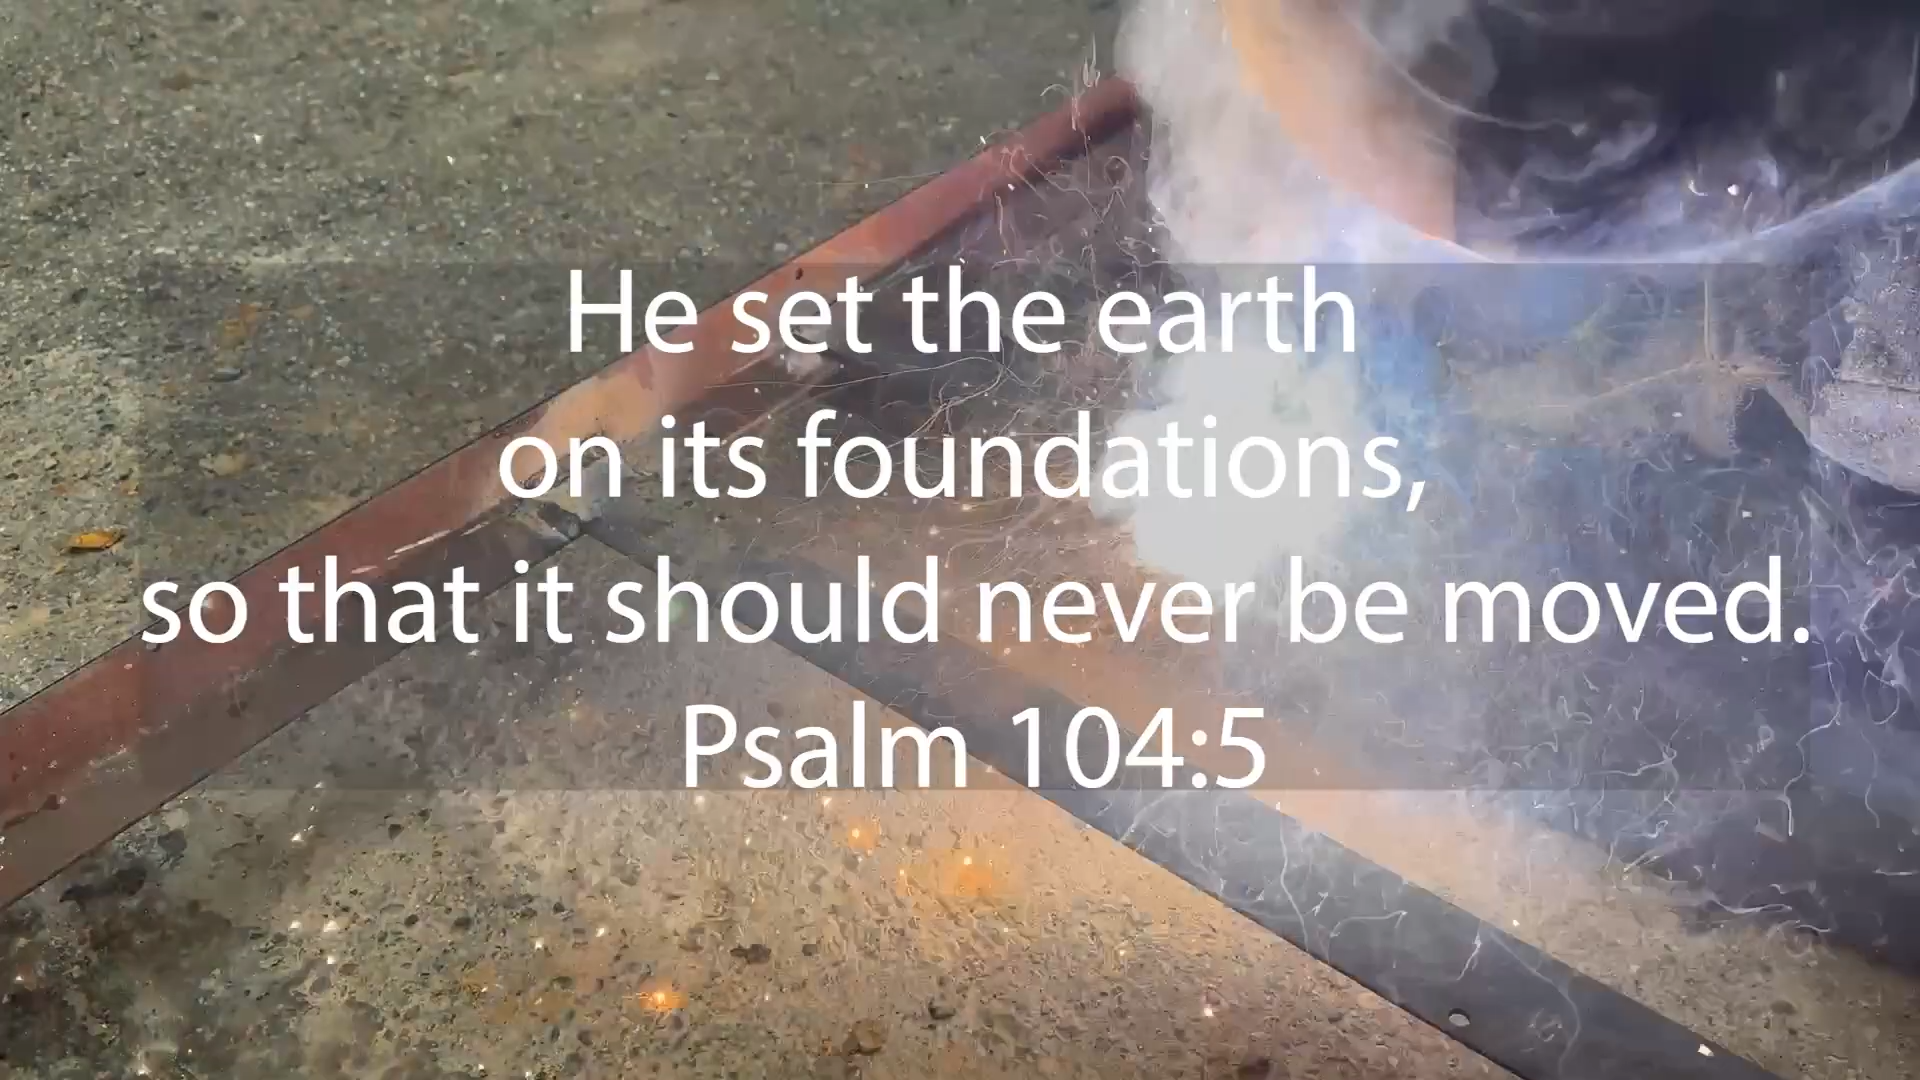 He set the earth
on its foundations,
so that it should never be moved.
Psalm 104:5